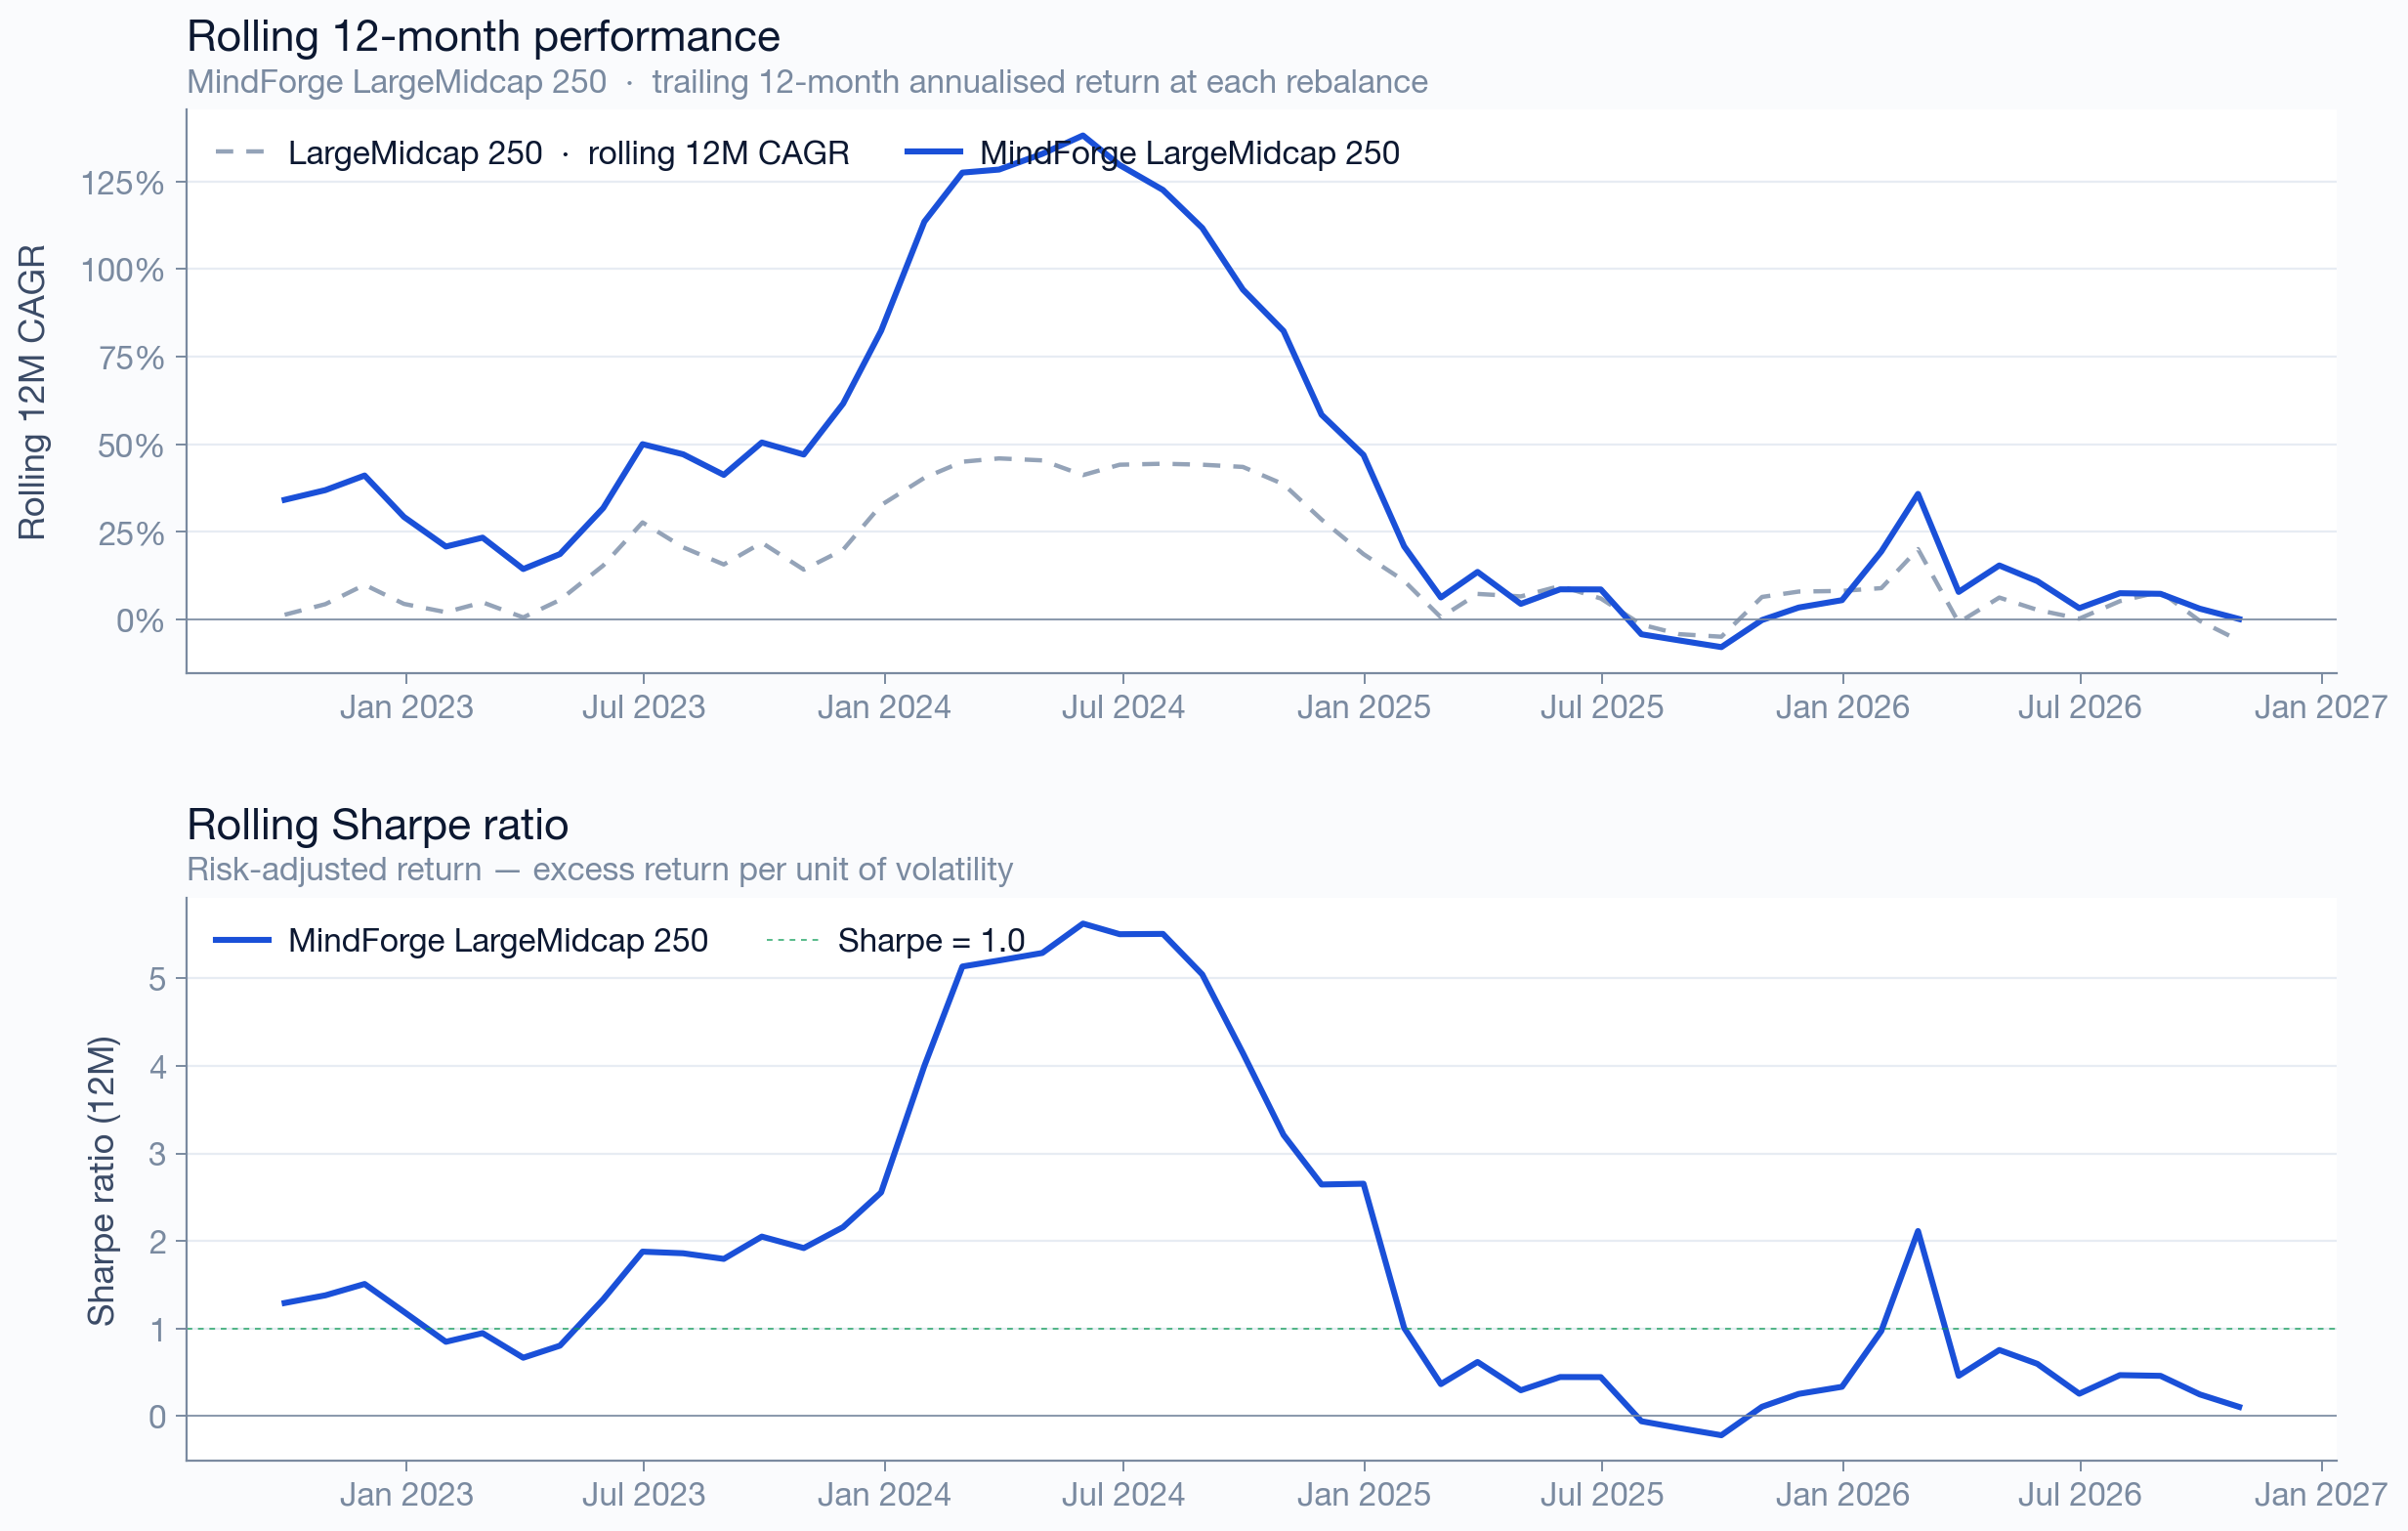 Rolling 12-month performance
MindForge LargeMidcap 250 · trailing 12-month annualised return at each rebalance
LargeMidcap 250 · rolling 12M CAGR
MindForge LargeMidcap 250
Rolling 12M CAGR
125%
100%
75%
50%
25%
0%
Jan 2023
Jul 2023
Jan 2024
Jul 2024
Jan 2025
Jul 2025
Jan 2026
Jul 2026
Jan 2027
Rolling Sharpe ratio
Risk-adjusted return — excess return per unit of volatility
MindForge LargeMidcap 250
Sharpe = 1.0
Sharpe ratio (12M)
5
4
3
2
1
0
Jan 2023
Jul 2023
Jan 2024
Jul 2024
Jan 2025
Jul 2025
Jan 2026
Jul 2026
Jan 2027